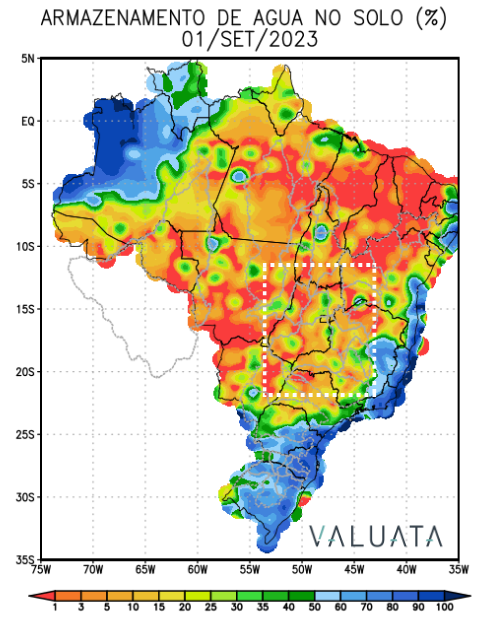 ARMAZENAMENTO DE AGUA NO SOLO (%)
01/SET/2023
5N
EQ
5S
10S
15S
20S
25S
30S
35S
VALUATA
75W 70W 65W 60W 55W 50W 45W 40W 35W
1 3 5 10 15 20 25 30 35 40 50 60 70 80 90 100